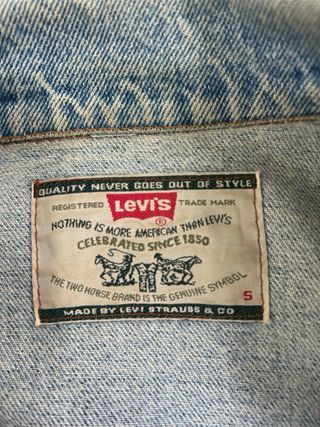 QUALITY NEVER GOES OUT OF STYLE
REGISTERED LEVI'S ® TRADE MARK
NOTHING IS MORE AMERICAN THAN LEVI'S
CELEBRATED SINCE 1850
THE TWO HORSE BRAND IS THE GENUINE SYMBOL
S
MADE BY LEVI STRAUSS & CO